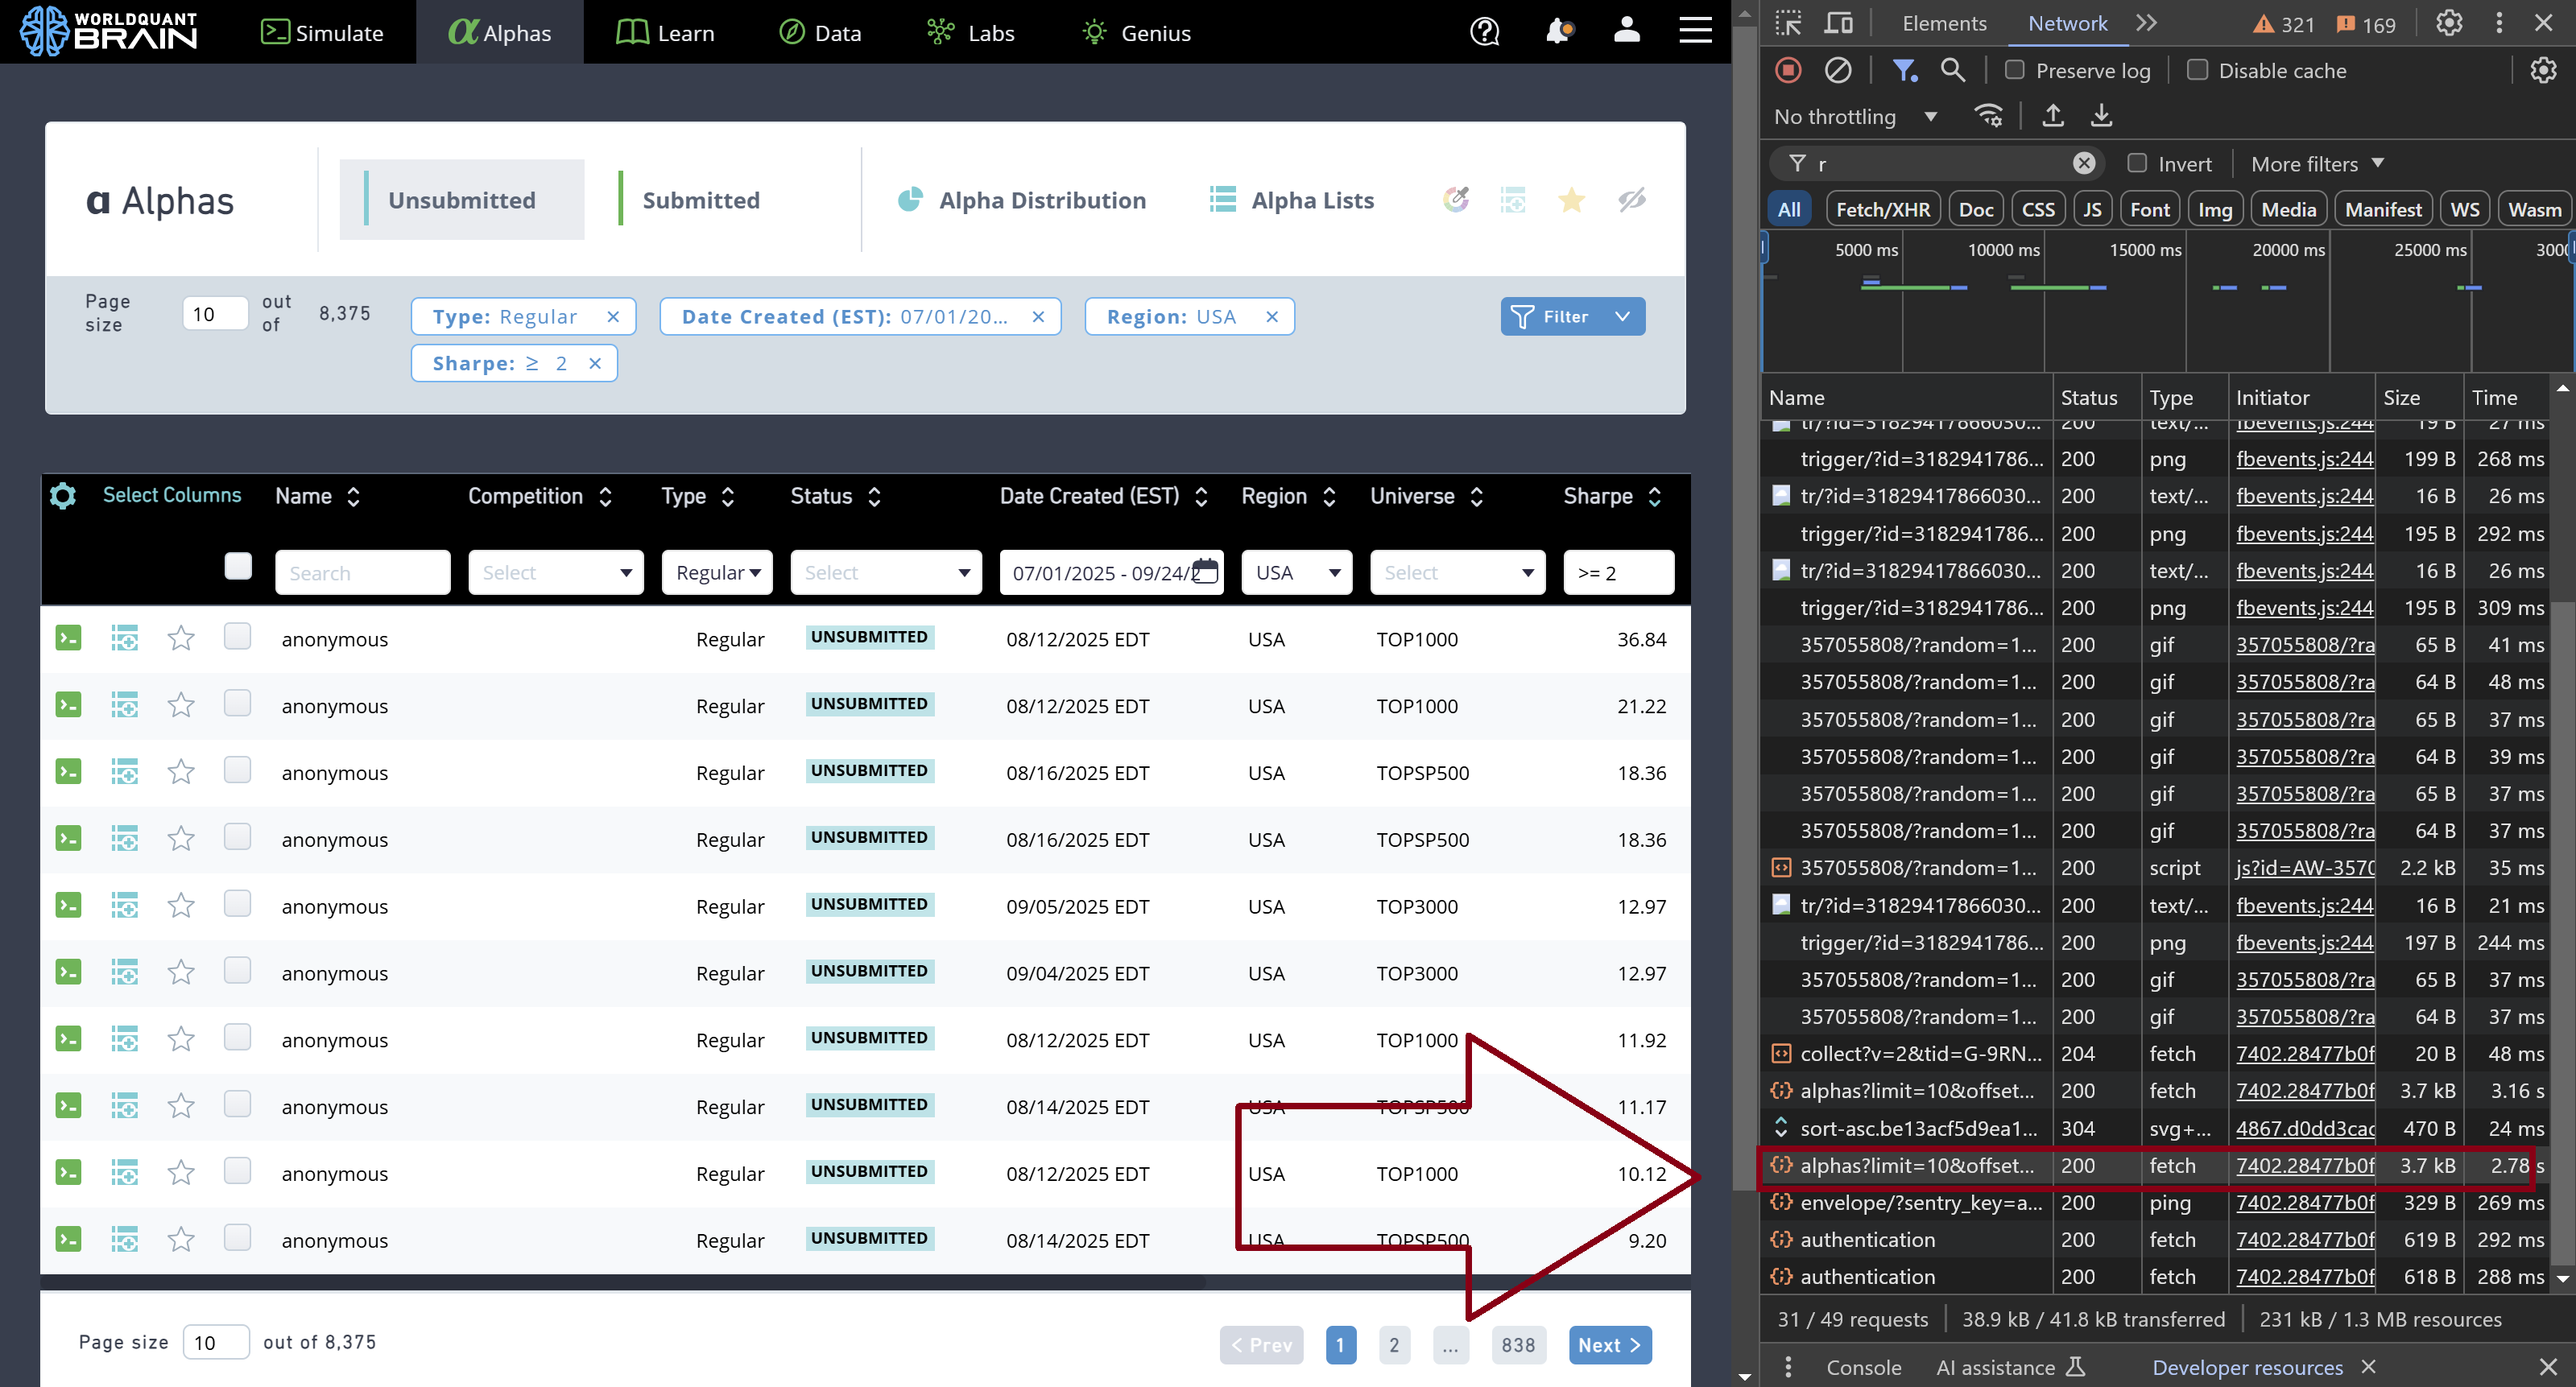 WORLDQUANT BRAIN Simulate α Alphas Learn Data Labs Genius
α Alphas Unsubmitted Submitted Alpha Distribution Alpha Lists
Page size 10 out of 8,375 Type: Regular × Date Created (EST): 07/01/20... × Region: USA × Filter
Sharpe: ≥ 2 ×
Select Columns Name Competition Type Status Date Created (EST) Region Universe Sharpe
Search Select Regular Select 07/01/2025 - 09/24/2 USA Select >= 2
anonymous Regular UNSUBMITTED 08/12/2025 EDT USA TOP1000 36.84
anonymous Regular UNSUBMITTED 08/12/2025 EDT USA TOP1000 21.22
anonymous Regular UNSUBMITTED 08/16/2025 EDT USA TOPSP500 18.36
anonymous Regular UNSUBMITTED 08/16/2025 EDT USA TOPSP500 18.36
anonymous Regular UNSUBMITTED 09/05/2025 EDT USA TOP3000 12.97
anonymous Regular UNSUBMITTED 09/04/2025 EDT USA TOP3000 12.97
anonymous Regular UNSUBMITTED 08/12/2025 EDT USA TOP1000 11.92
anonymous Regular UNSUBMITTED 08/14/2025 EDT USA TOPSP500 11.17
anonymous Regular UNSUBMITTED 08/12/2025 EDT USA TOP1000 10.12
anonymous Regular UNSUBMITTED 08/14/2025 EDT USA TOPSP500 9.20
Page size 10 out of 8,375 < Prev 1 2 ... 838 Next >
Elements Network 321 169
Preserve log Disable cache
No throttling
r Invert More filters
All Fetch/XHR Doc CSS JS Font Img Media Manifest WS Wasm
5000 ms 10000 ms 15000 ms 20000 ms 25000 ms 3000
Name Status Type Initiator Size Time
tr/?id=31829417866030... 200 text/... fbevents.js:244 19 B 27 ms
trigger/?id=3182941786... 200 png fbevents.js:244 199 B 268 ms
tr/?id=31829417866030... 200 text/... fbevents.js:244 16 B 26 ms
trigger/?id=3182941786... 200 png fbevents.js:244 195 B 292 ms
tr/?id=31829417866030... 200 text/... fbevents.js:244 16 B 26 ms
trigger/?id=3182941786... 200 png fbevents.js:244 195 B 309 ms
357055808/?random=1... 200 gif 357055808/?ra 65 B 41 ms
357055808/?random=1... 200 gif 357055808/?ra 64 B 48 ms
357055808/?random=1... 200 gif 357055808/?ra 65 B 37 ms
357055808/?random=1... 200 gif 357055808/?ra 64 B 39 ms
357055808/?random=1... 200 gif 357055808/?ra 65 B 37 ms
357055808/?random=1... 200 gif 357055808/?ra 64 B 37 ms
357055808/?random=1... 200 script js?id=AW-3570 2.2 kB 35 ms
tr/?id=31829417866030... 200 text/... fbevents.js:244 16 B 21 ms
trigger/?id=3182941786... 200 png fbevents.js:244 197 B 244 ms
357055808/?random=1... 200 gif 357055808/?ra 65 B 37 ms
357055808/?random=1... 200 gif 357055808/?ra 64 B 37 ms
collect?v=2&tid=G-9RN... 204 fetch 7402.28477b0f 20 B 48 ms
alphas?limit=10&offset... 200 fetch 7402.28477b0f 3.7 kB 3.16 s
sort-asc.be13acf5d9ea1... 304 svg+... 4867.d0dd3cac 470 B 24 ms
alphas?limit=10&offset... 200 fetch 7402.28477b0f 3.7 kB 2.78 s
envelope/?sentry_key=a... 200 ping 7402.28477b0f 329 B 269 ms
authentication 200 fetch 7402.28477b0f 619 B 292 ms
authentication 200 fetch 7402.28477b0f 618 B 288 ms
31 / 49 requests 38.9 kB / 41.8 kB transferred 231 kB / 1.3 MB resources
Console AI assistance Developer resources